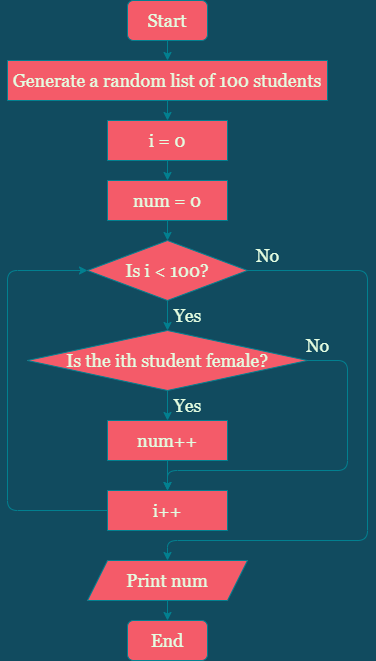 Start
Generate a random list of 100 students
i = 0
num = 0
Is i < 100?
No
Yes
Is the ith student female?
No
Yes
num++
i++
Print num
End